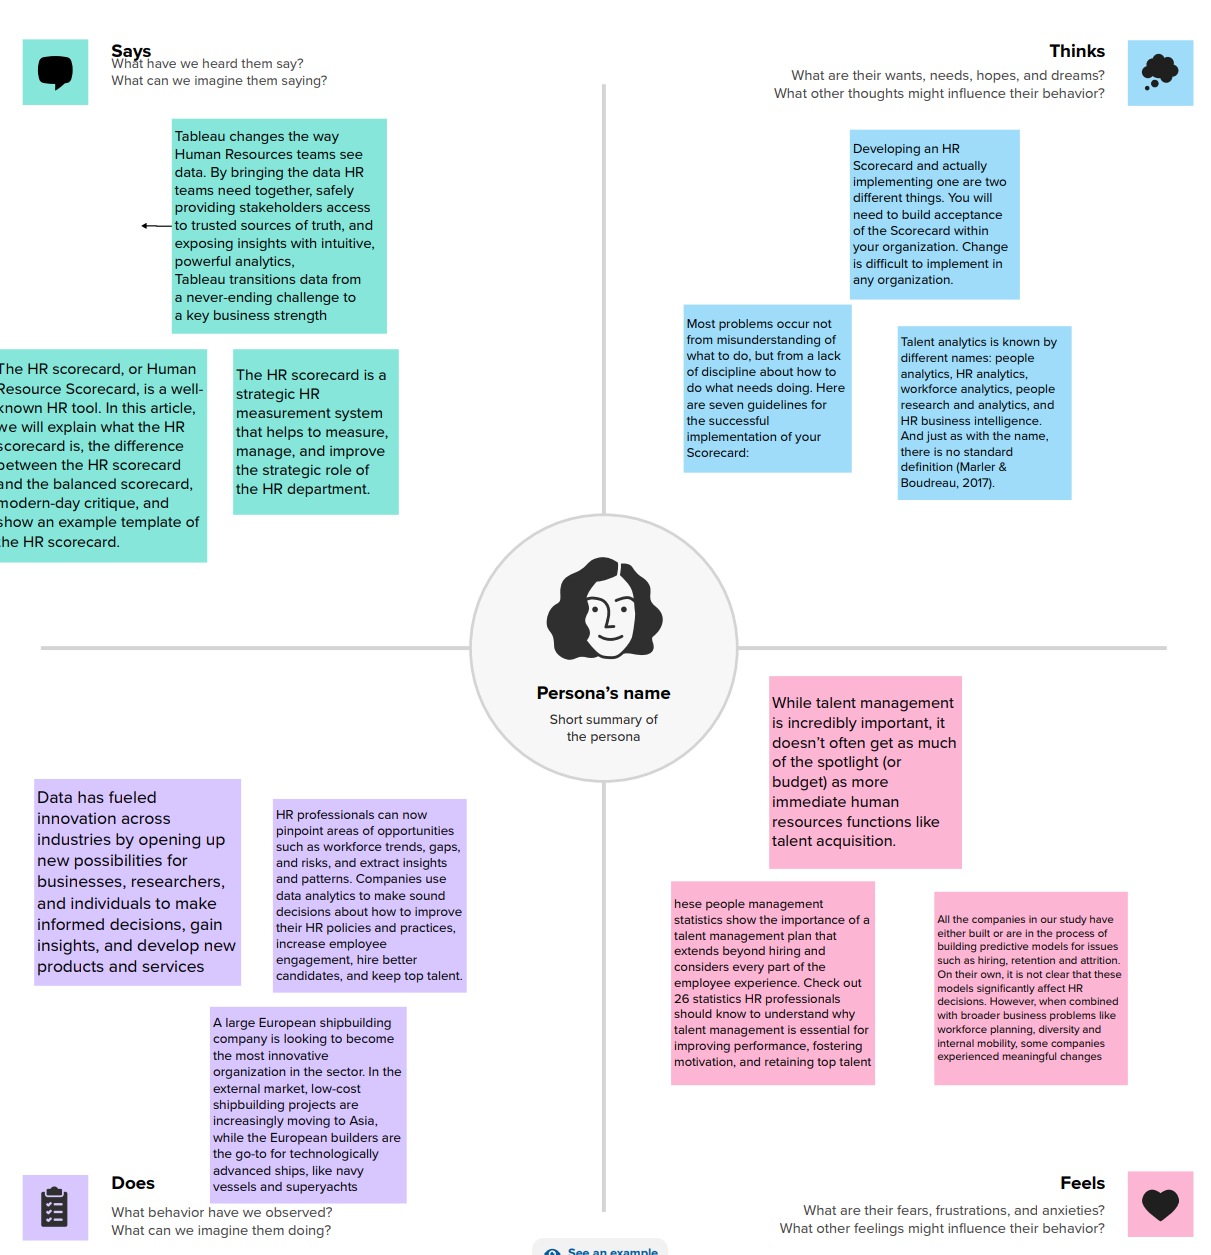 Says
What have we heard them say?
What can we imagine them saying?
Thinks
What are their wants, needs, hopes, and dreams?
What other thoughts might influence their behavior?
Tableau changes the way
Human Resources teams see
data. By bringing the data HR
teams need together, safely
providing stakeholders access
to trusted sources of truth, and
exposing insights with intuitive,
powerful analytics,
Tableau transitions data from
a never-ending challenge to
a key business strength
The HR scorecard, or Human
Resource Scorecard, is a well-
known HR tool. In this article,
we will explain what the HR
scorecard is, the difference
between the HR scorecard
and the balanced scorecard,
modern-day critique, and
show an example template of
the HR scorecard.
The HR scorecard is a
strategic HR
measurement system
that helps to measure,
manage, and improve
the strategic role of
the HR department.
Developing an HR
Scorecard and actually
implementing one are two
different things. You will
need to build acceptance
of the Scorecard within
your organization. Change
is difficult to implement in
any organization.
Most problems occur not
from misunderstanding of
what to do, but from a lack
of discipline about how to
do what needs doing. Here
are seven guidelines for
the successful
implementation of your
Scorecard:
Talent analytics is known by
different names: people
analytics, HR analytics,
workforce analytics, people
research and analytics, and
HR business intelligence.
And just as with the name,
there is no standard
definition (Marler &
Boudreau, 2017).
Persona's name
Short summary of
the persona
Data has fueled
innovation across
industries by opening up
new possibilities for
businesses, researchers,
and individuals to make
informed decisions, gain
insights, and develop new
products and services
HR professionals can now
pinpoint areas of opportunities
such as workforce trends, gaps,
and risks, and extract insights
and patterns. Companies use
data analytics to make sound
decisions about how to improve
their HR policies and practices,
increase employee
engagement, hire better
candidates, and keep top talent.
A large European shipbuilding
company is looking to become
the most innovative
organization in the sector. In the
external market, low-cost
shipbuilding projects are
increasingly moving to Asia,
while the European builders are
the go-to for technologically
advanced ships, like navy
vessels and superyachts
While talent management
is incredibly important, it
doesn't often get as much
of the spotlight (or
budget) as more
immediate human
resources functions like
talent acquisition.
hese people management
statistics show the importance of a
talent management plan that
extends beyond hiring and
considers every part of the
employee experience. Check out
26 statistics HR professionals
should know to understand why
talent management is essential for
improving performance, fostering
motivation, and retaining top talent
All the companies in our study have
either built or are in the process of
building predictive models for issues
such as hiring, retention and attrition.
On their own, it is not clear that these
models significantly affect HR
decisions. However, when combined
with broader business problems like
workforce planning, diversity and
internal mobility, some companies
experienced meaningful changes
Does
What behavior have we observed?
What can we imagine them doing?
Feels
What are their fears, frustrations, and anxieties?
What other feelings might influence their behavior?
See an example